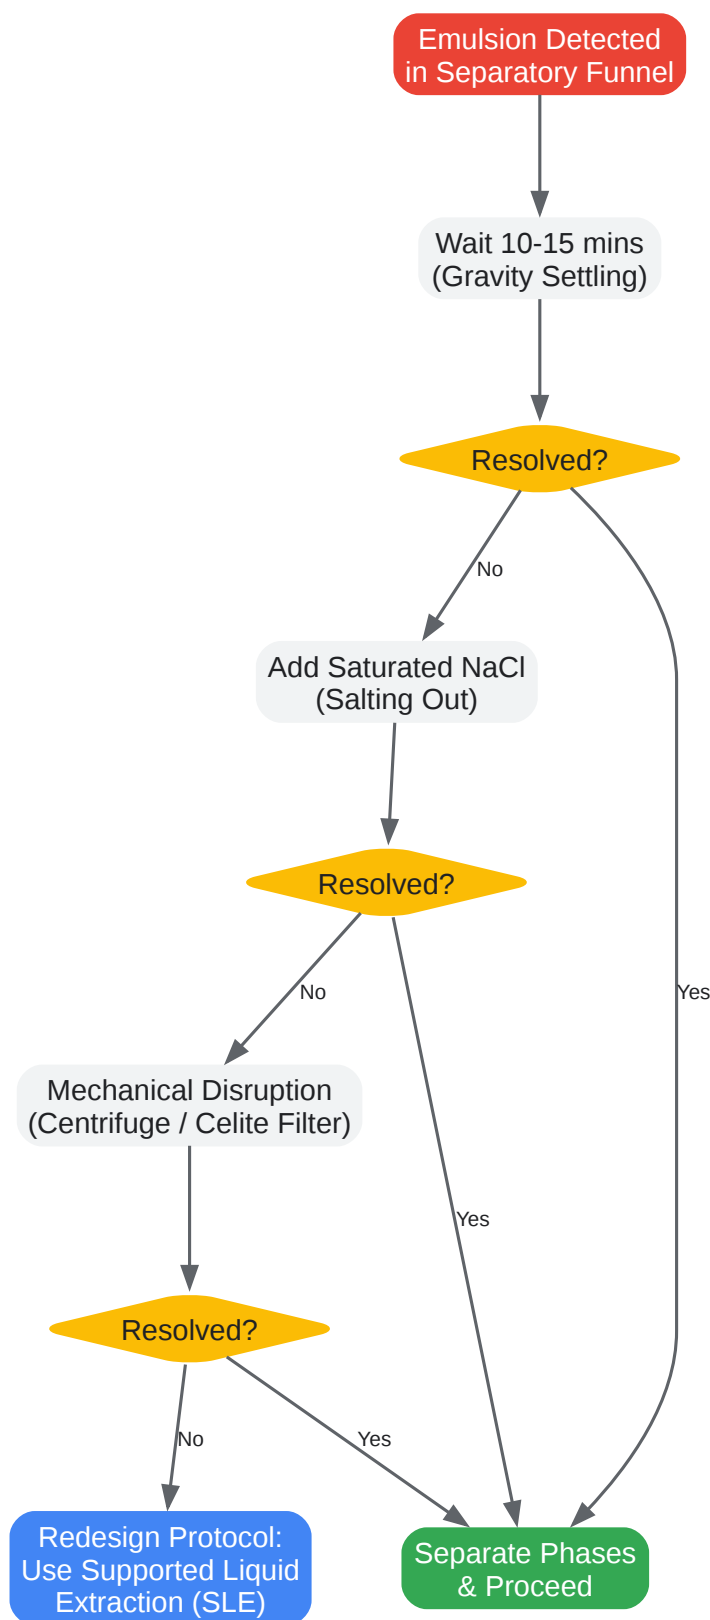 Emulsion Detected
in Separatory Funnel
Wait 10-15 mins
(Gravity Settling)
Resolved?
No
Add Saturated NaCl
(Salting Out)
Resolved?
No
Yes
Mechanical Disruption
(Centrifuge / Celite Filter)
Yes
Resolved?
No
Yes
Redesign Protocol:
Use Supported Liquid
Extraction (SLE)
Separate Phases
& Proceed